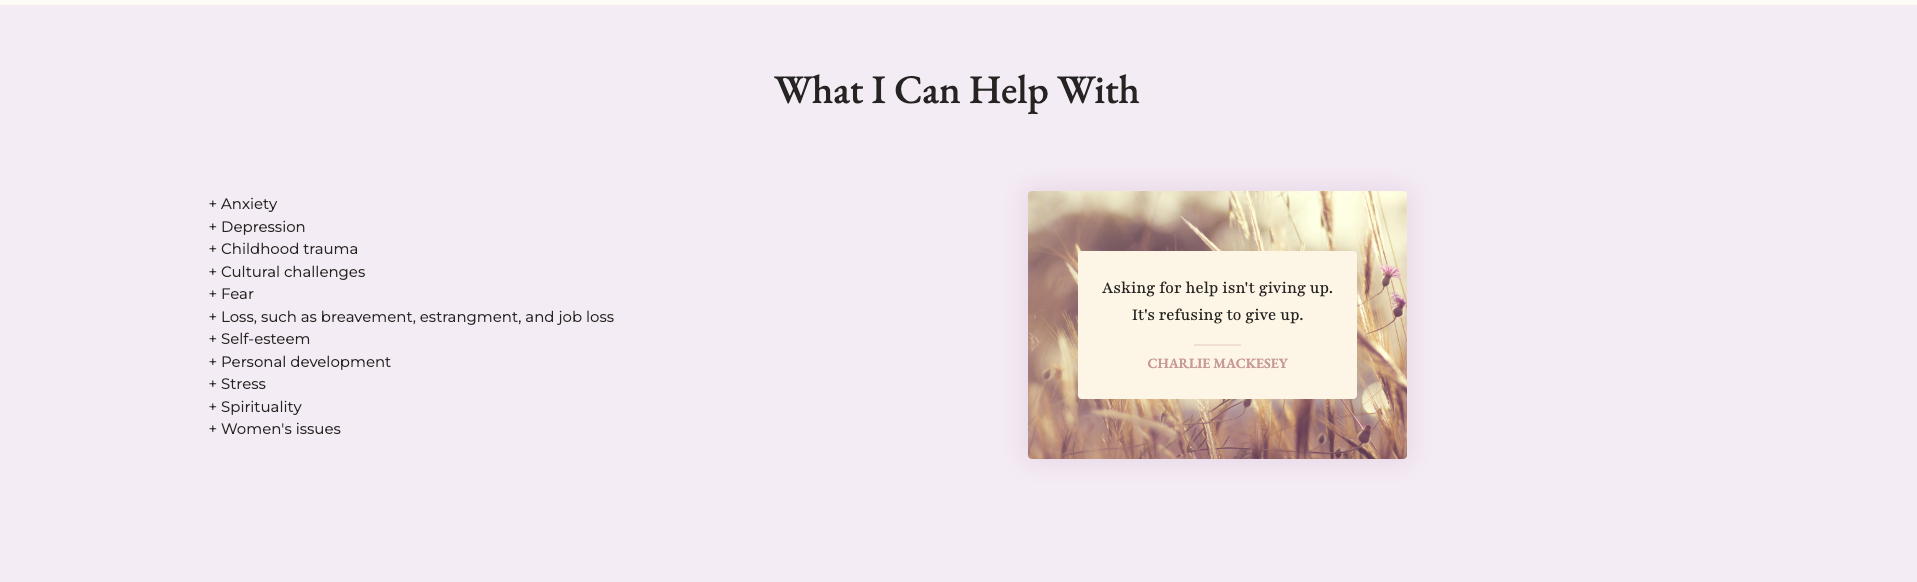 What I Can Help With
+ Anxiety
+ Depression
+ Childhood trauma
+ Cultural challenges
+ Fear
+ Loss, such as breavement, estrangment, and job loss
+ Self-esteem
+ Personal development
+ Stress
+ Spirituality
+ Women's issues
Asking for help isn't giving up.
It's refusing to give up.
CHARLIE MACKESEY